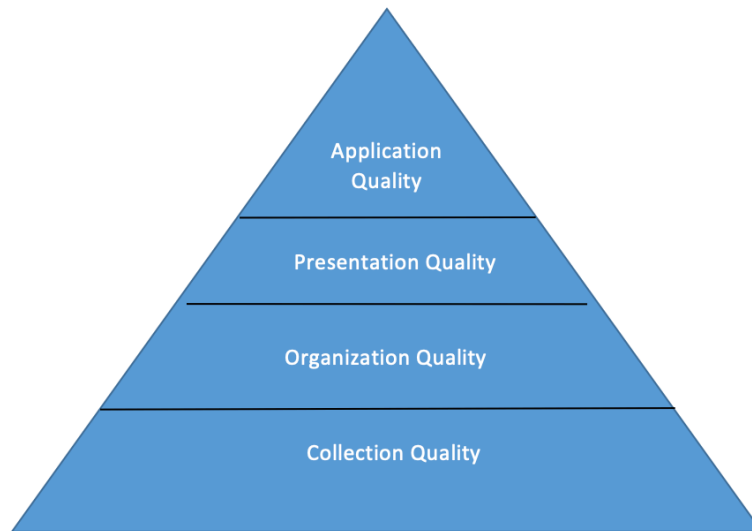 Application
Quality
Presentation Quality
Organization Quality
Collection Quality